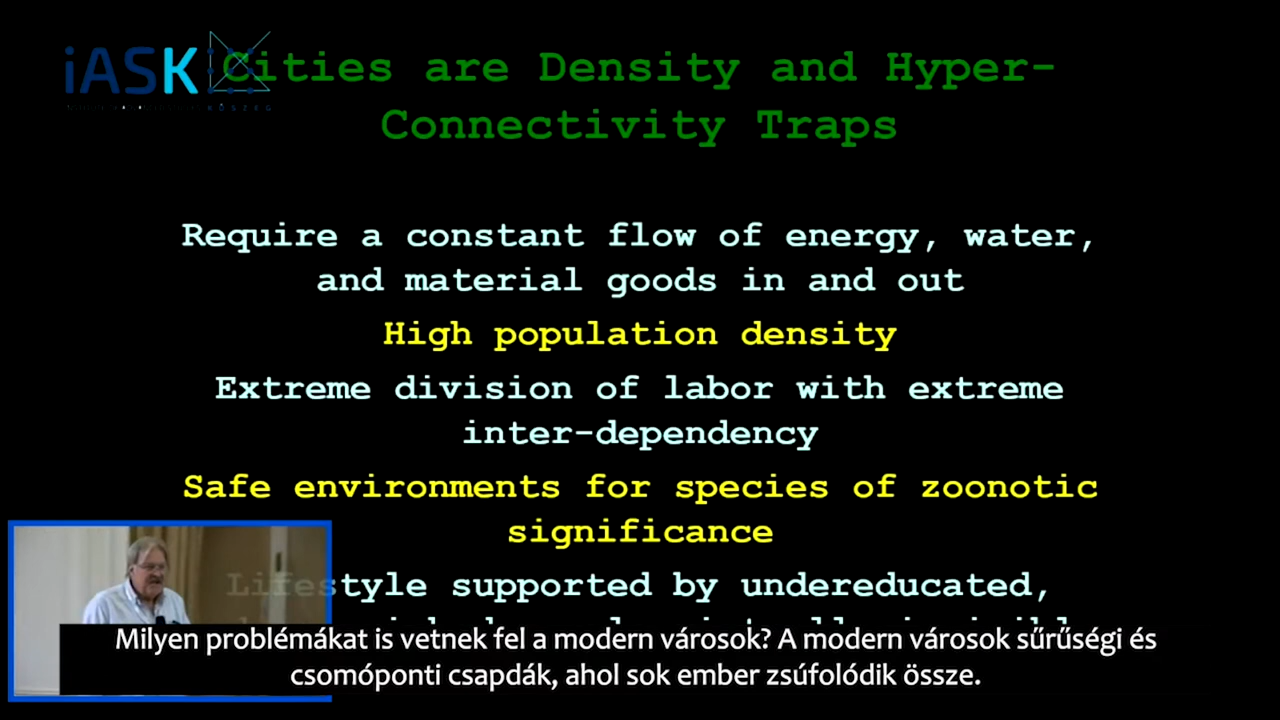 iASK
Cities are Density and Hyper-
Connectivity Traps
KŐSZEG
Require a constant flow of energy, water,
and material goods in and out
High population density
Extreme division of labor with extreme
inter-dependency
Safe environments for species of zoonotic
significance
Lifestyle supported by undereducated,
Milyen problémákat is vetnek fel a modern városok? A modern városok sűrűségi és
csomóponti csapdák, ahol sok ember zsúfolódik össze.